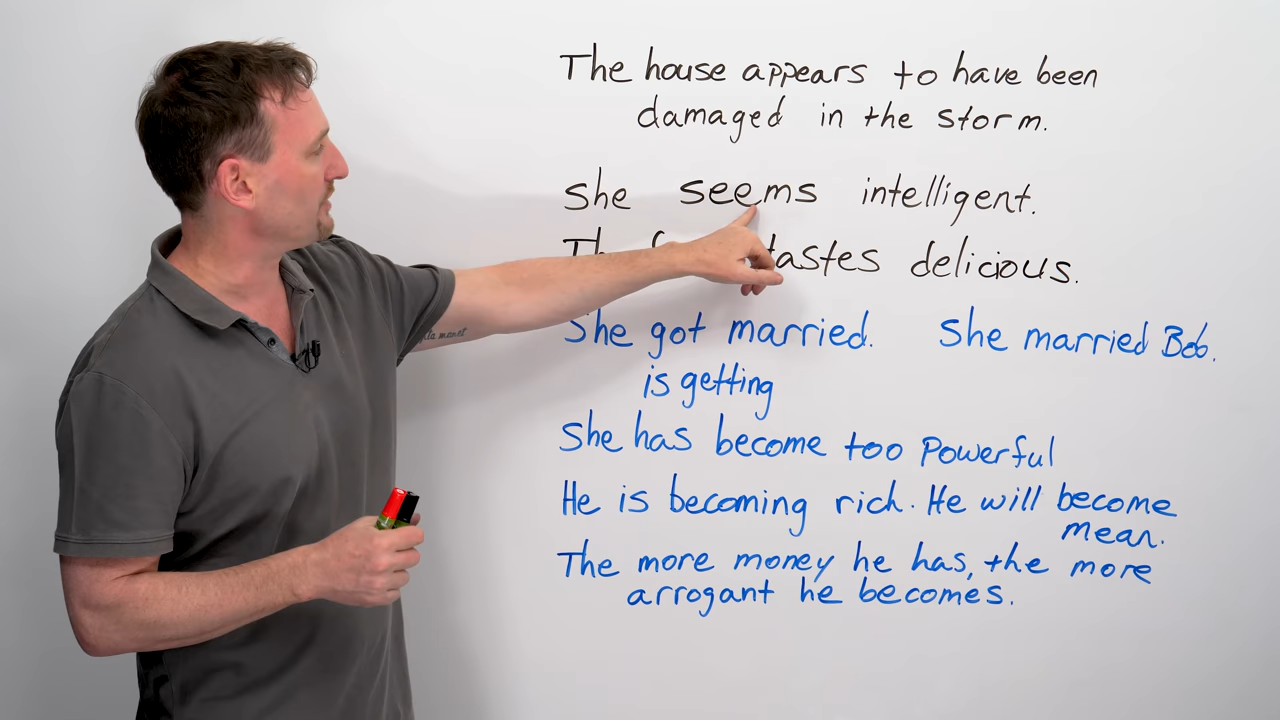 The house appears to have been
damaged in the storm.
She seems intelligent.
The tastes delicious.
She got married. She married Bob.
is getting
She has become too powerful
He is becoming rich. He will become
mean.
The more money he has, the more
arrogant he becomes.